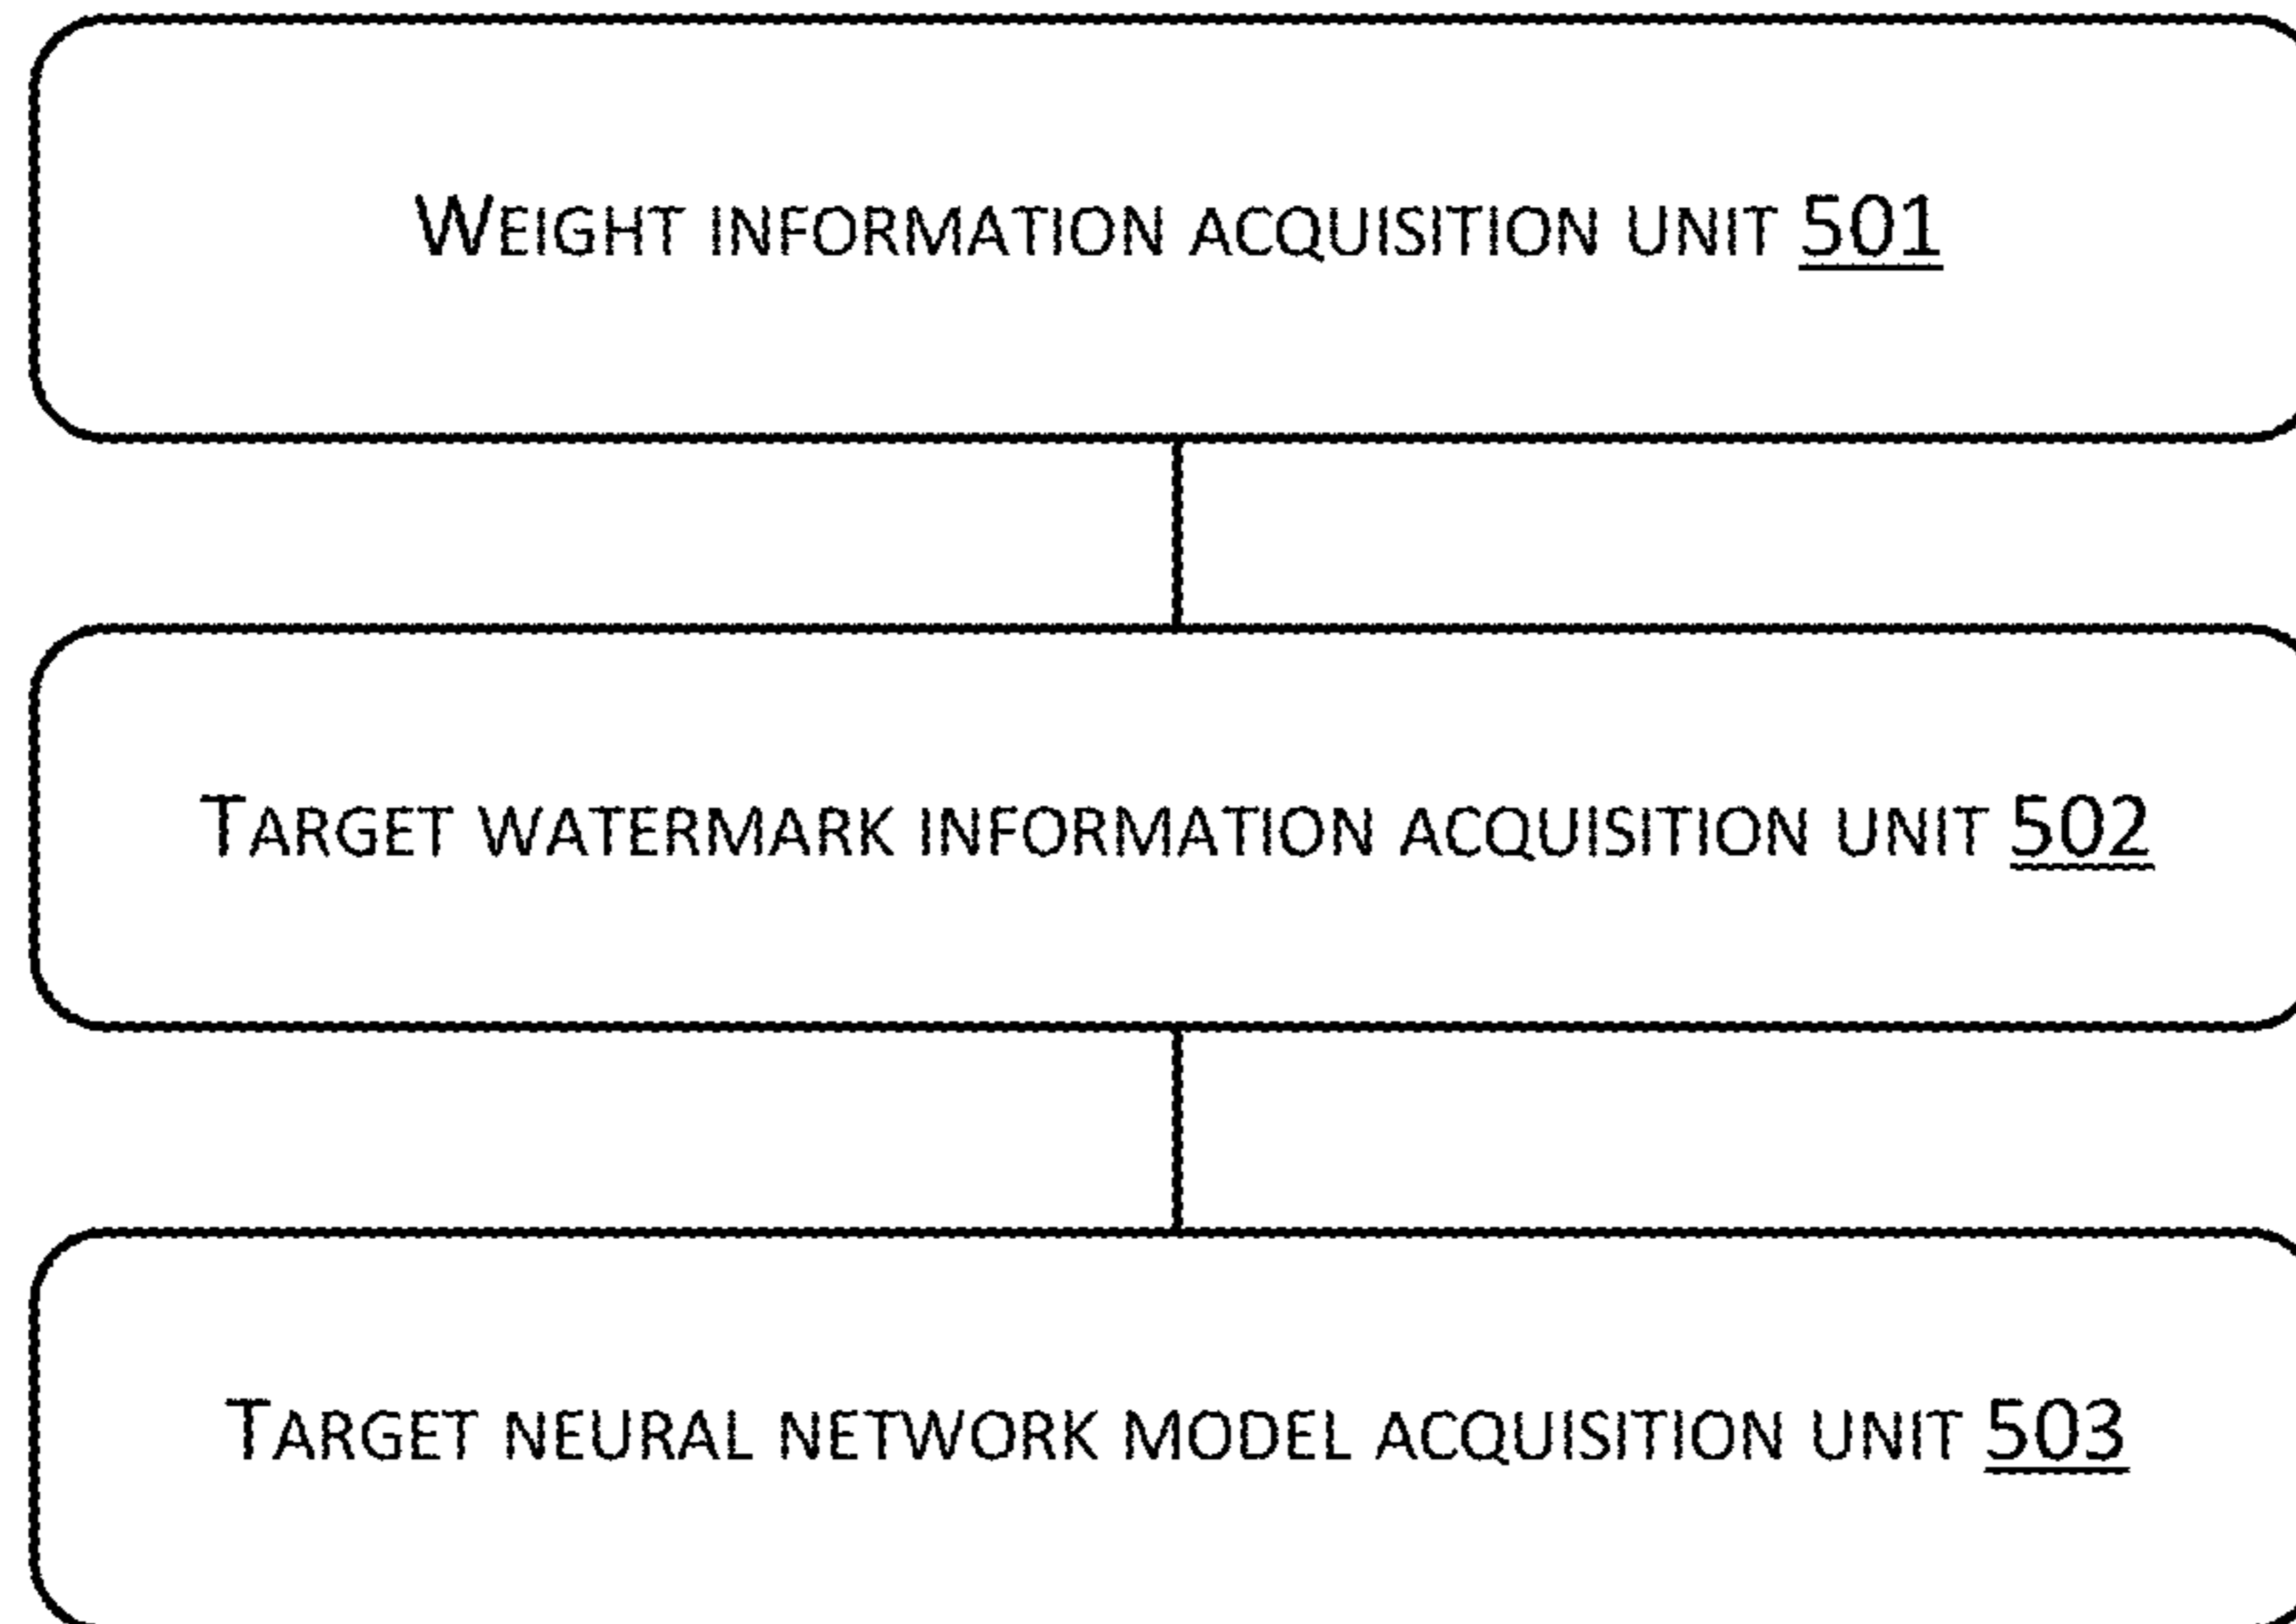 Weight information acquisition unit 501
Target watermark information acquisition unit 502
Target neural network model acquisition unit 503